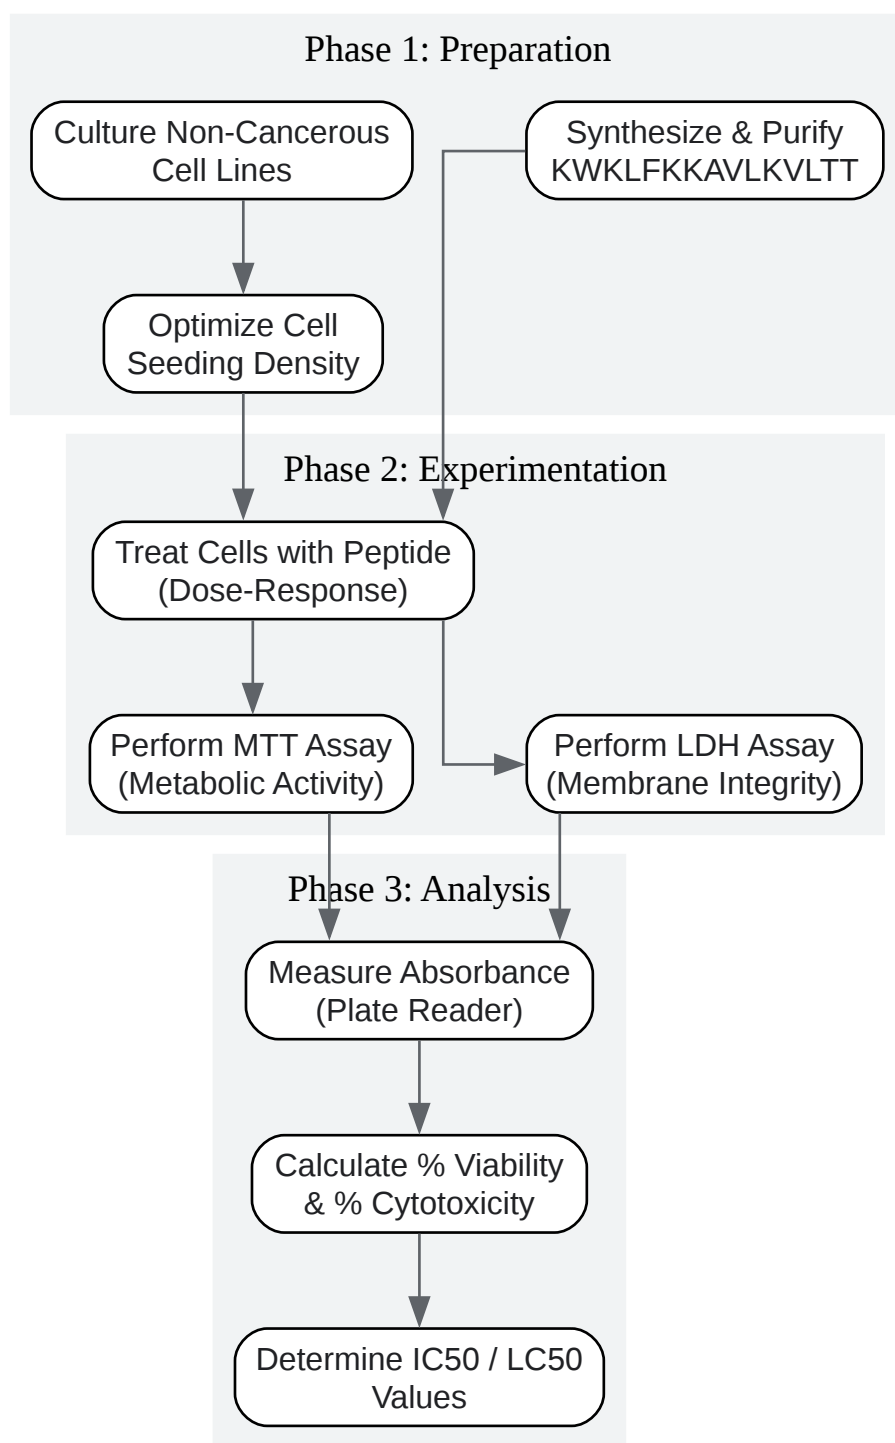 Phase 1: Preparation
Culture Non-Cancerous
Cell Lines
Synthesize & Purify
KWKLFKKAVLKVLTT
Optimize Cell
Seeding Density
Phase 2: Experimentation
Treat Cells with Peptide
(Dose-Response)
Perform MTT Assay
(Metabolic Activity)
Perform LDH Assay
(Membrane Integrity)
Phase 3: Analysis
Measure Absorbance
(Plate Reader)
Calculate % Viability
& % Cytotoxicity
Determine IC50 / LC50
Values